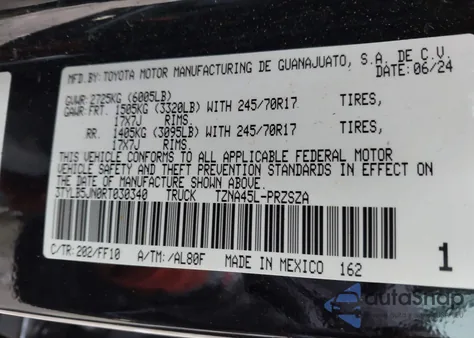 MFD.BY: TOYOTA MOTOR MANUFACTURING DE GUANAJUATO, S.A. DE C.V.
DATE: 06/24
GVWR: 2725KG (6005LB)
GAWR: FRT. 1505KG (3320LB) WITH 245/70R17 TIRES,
17X7J RIMS.
RR. 1405KG (3095LB) WITH 245/70R17 TIRES,
17X7J RIMS.
THIS VEHICLE CONFORMS TO ALL APPLICABLE FEDERAL MOTOR
VEHICLE SAFETY AND THEFT PREVENTION STANDARDS IN EFFECT ON
THE DATE OF MANUFACTURE SHOWN ABOVE.
3TYLB5JN0RT030340 TRUCK TZNA45L-PRZSZA
C/TR: 202/FF10 A/TM: /AL80F MADE IN MEXICO 162 1
autaShop